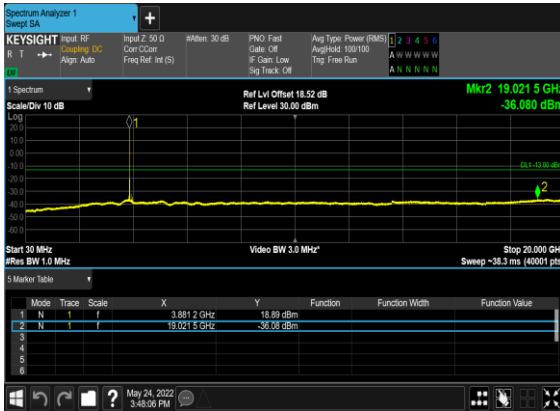 Spectrum Analyzer 1
Swept SA
+
KEYSIGHT
R T
Input: RF
Coupling: DC
Align: Auto
Input Z: 50 Ω
Corr CCorr
Freq Ref: Int (S)
#Atten: 30 dB
PNO: Fast
Gate: Off
IF Gain: Low
Sig Track: Off
Avg Type: Power (RMS)
Avg|Hold: 100/100
Trig: Free Run
1 2 3 4 5 6
A W W W W W
A N N N N N
1 Spectrum
Scale/Div 10 dB
Ref Lvl Offset 18.52 dB
Ref Level 30.00 dBm
Mkr2 19.021 5 GHz
-36.080 dBm
Log
20.0
10.0
0.00
-10.0
-20.0
-30.0
-40.0
-50.0
-60.0
1
DL1 -13.00 dBm
2
Start 30 MHz
#Res BW 1.0 MHz
Video BW 3.0 MHz*
Stop 20.000 GHz
Sweep ~38.3 ms (40001 pts)
5 Marker Table
Mode Trace Scale X Y Function Function Width Function Value
1 N 1 f 3.881 2 GHz 18.89 dBm
2 N 1 f 19.021 5 GHz -36.08 dBm
3
4
5
6
? May 24, 2022
3:48:06 PM